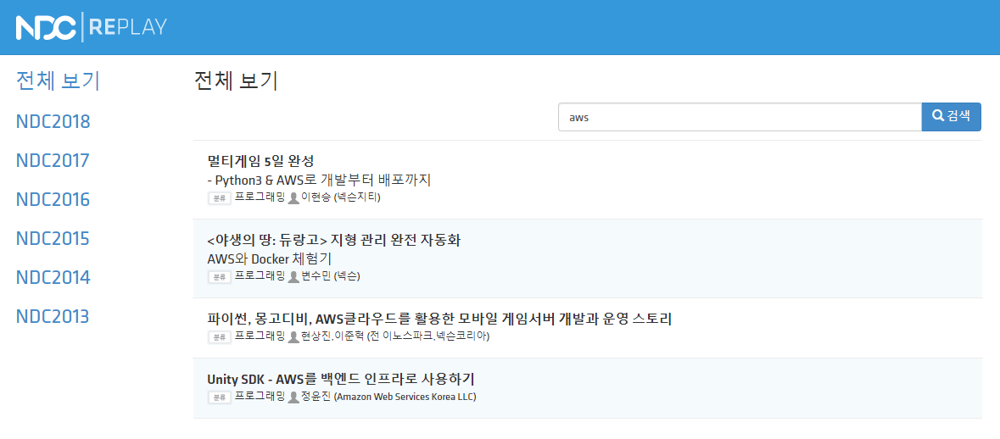 NDC REPLAY
전체 보기
NDC2018
NDC2017
NDC2016
NDC2015
NDC2014
NDC2013
전체 보기
aws 검색
멀티게임 5일 완성
- Python3 & AWS로 개발부터 배포까지
분류 프로그래밍 이현승 (넥슨지티)
<야생의 땅: 듀랑고> 지형 관리 완전 자동화
AWS와 Docker 체험기
분류 프로그래밍 변수민 (넥슨)
파이썬, 몽고디비, AWS클라우드를 활용한 모바일 게임서버 개발과 운영 스토리
분류 프로그래밍 현상진,이준혁 (전 이노스파크,넥슨코리아)
Unity SDK - AWS를 백엔드 인프라로 사용하기
분류 프로그래밍 정윤진 (Amazon Web Services Korea LLC)